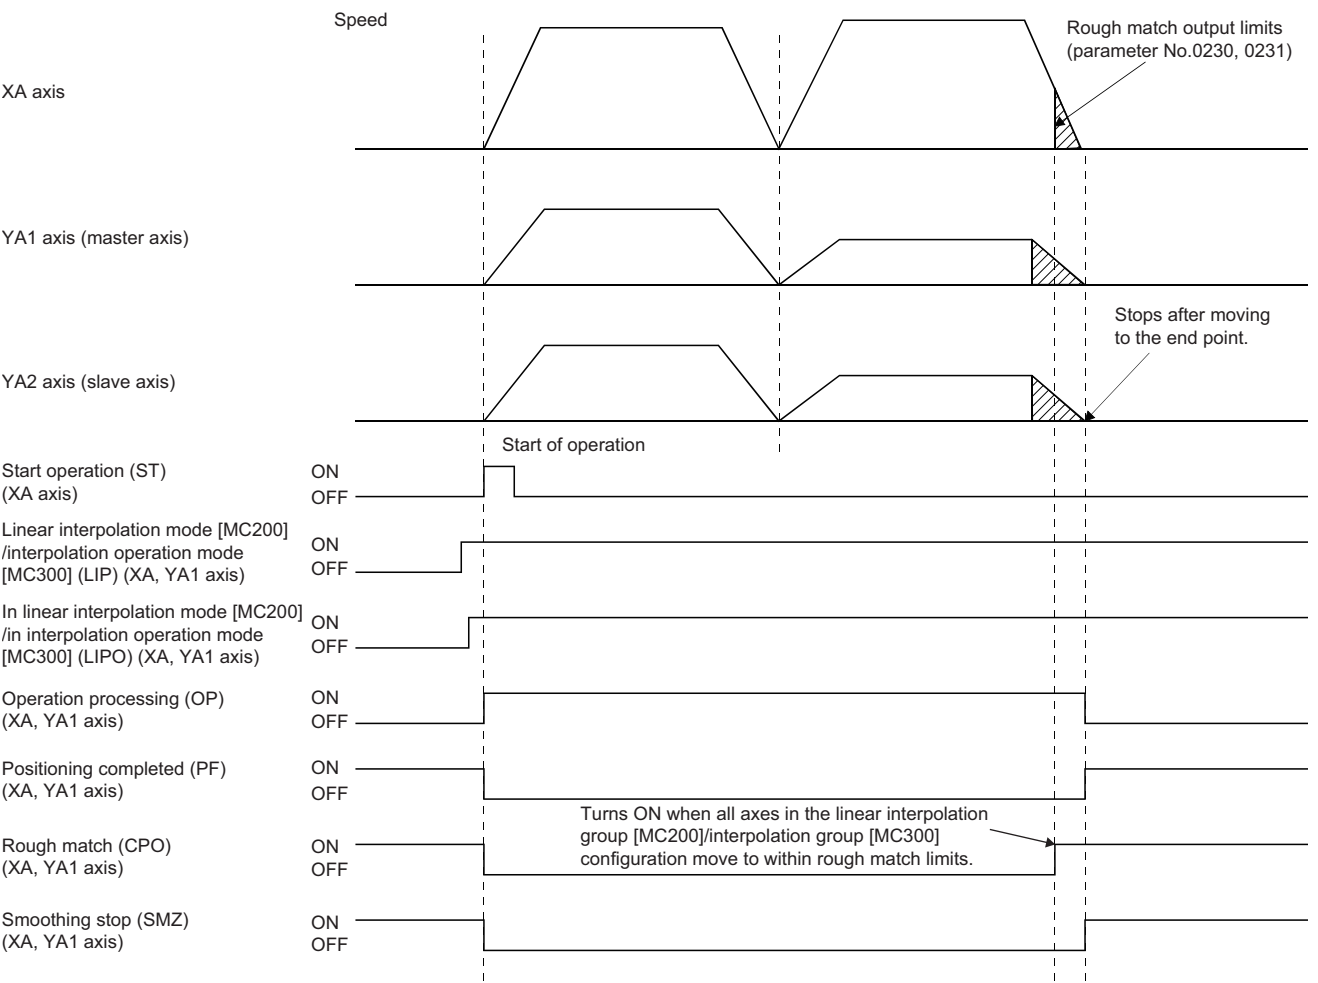 Speed
Rough match output limits
(parameter No.0230, 0231)
XA axis
YA1 axis (master axis)
Stops after moving
to the end point.
YA2 axis (slave axis)
Start of operation
Start operation (ST)
(XA axis)
ON
OFF
Linear interpolation mode [MC200]
/interpolation operation mode
[MC300] (LIP) (XA, YA1 axis)
ON
OFF
In linear interpolation mode [MC200]
/in interpolation operation mode
[MC300] (LIPO) (XA, YA1 axis)
ON
OFF
Operation processing (OP)
(XA, YA1 axis)
ON
OFF
Positioning completed (PF)
(XA, YA1 axis)
ON
OFF
Turns ON when all axes in the linear interpolation
group [MC200]/interpolation group [MC300]
configuration move to within rough match limits.
Rough match (CPO)
(XA, YA1 axis)
ON
OFF
Smoothing stop (SMZ)
(XA, YA1 axis)
ON
OFF